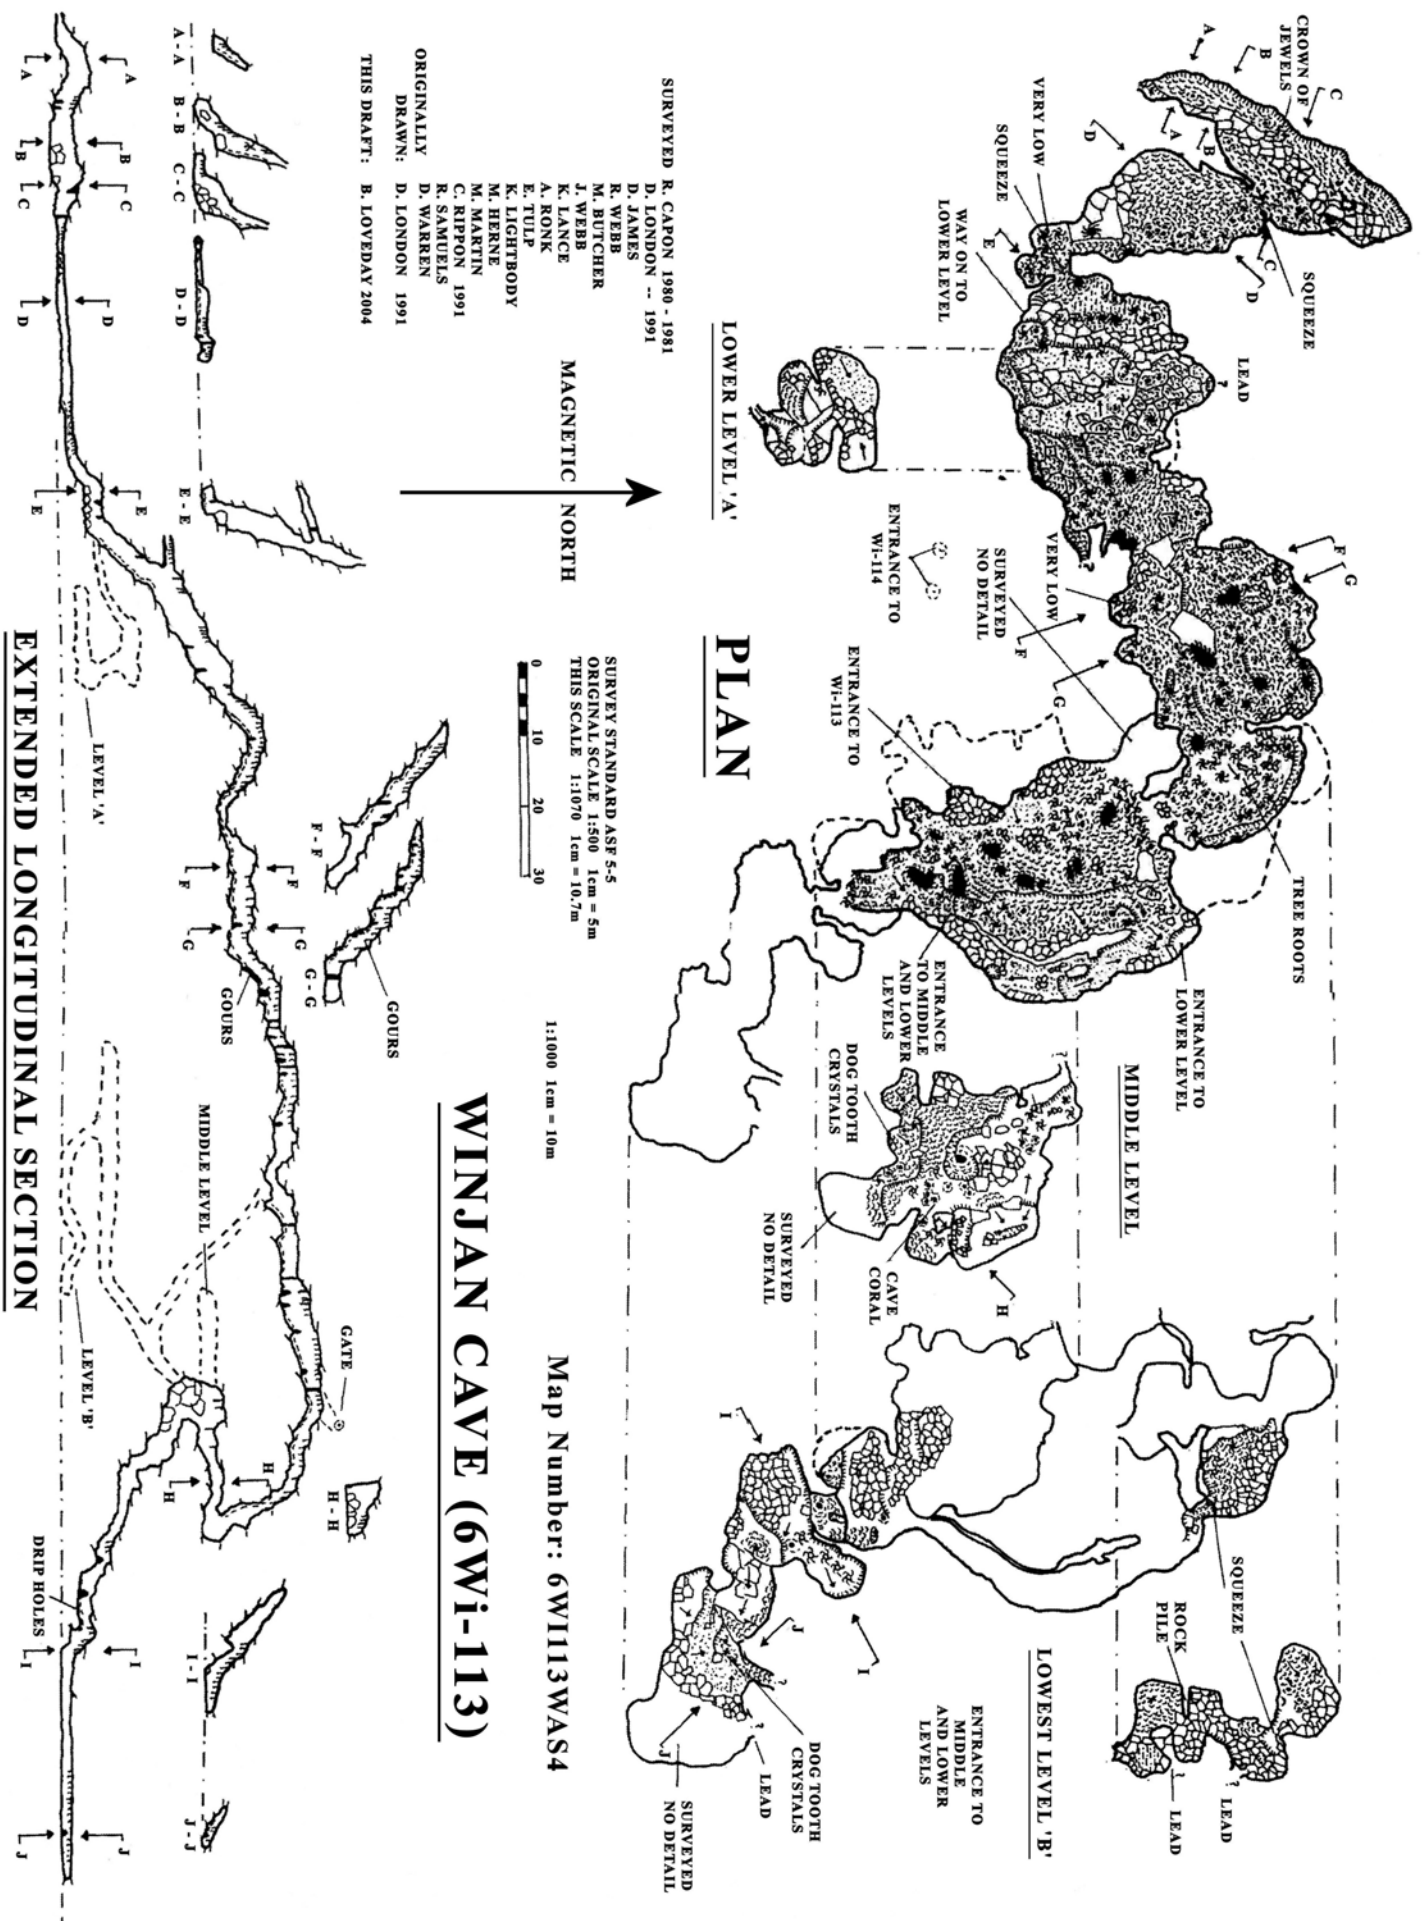 CROWN OF
JEWELS
A
B
C
D
A
B
C
D
E
VERY LOW
SQUEEZE
SQUEEZE
WAY ON TO
LOWER LEVEL
LEAD
?
?
F
G
VERY LOW
SURVEYED
NO DETAIL
F
G
ENTRANCE TO
Wi-114
ENTRANCE TO
Wi-113
TREE ROOTS
ENTRANCE
TO MIDDLE
AND LOWER
LEVELS
ENTRANCE TO
LOWER LEVEL
LOWER LEVEL 'A'
PLAN
MIDDLE LEVEL
?
DOG TOOTH
CRYSTALS
SURVEYED
NO DETAIL
CAVE
CORAL
H
I
I
J
J
?
?
SQUEEZE
ROCK
PILE
?
?
LEAD
LEAD
LOWEST LEVEL 'B'
ENTRANCE TO
MIDDLE
AND LOWER
LEVELS
DOG TOOTH
CRYSTALS
LEAD
SURVEYED
NO DETAIL
SURVEYED R. CAPON 1980 - 1981
D. LONDON -- 1991
D. JAMES
R. WEBB
M. BUTCHER
J. WEBB
K. LANCE
A. RONK
E. TULP
K. LIGHTBODY
M. HERNE
M. MARTIN
C. RIPPON 1991
R. SAMUELS
D. WARREN
ORIGINALLY
DRAWN: D. LONDON 1991
THIS DRAFT: B. LOVEDAY 2004
MAGNETIC NORTH
SURVEY STANDARD ASF 5-5
ORIGINAL SCALE 1:500 1cm = 5m
THIS SCALE 1:1070 1cm = 10.7m
0 10 20 30
1:1000 1cm = 10m
Map Number: 6WI113WAS4
WINJAN CAVE (6Wi-113)
A - A
B - B
C - C
D - D
E - E
F - F
G - G
GOURS
H - H
I - I
J - J
A
B
C
D
E
F
G
H
I
J
A
B
C
D
E
F
G
H
I
J
LEVEL 'A'
GOURS
MIDDLE LEVEL
LEVEL 'B'
GATE
DRIP HOLES
EXTENDED LONGITUDINAL SECTION